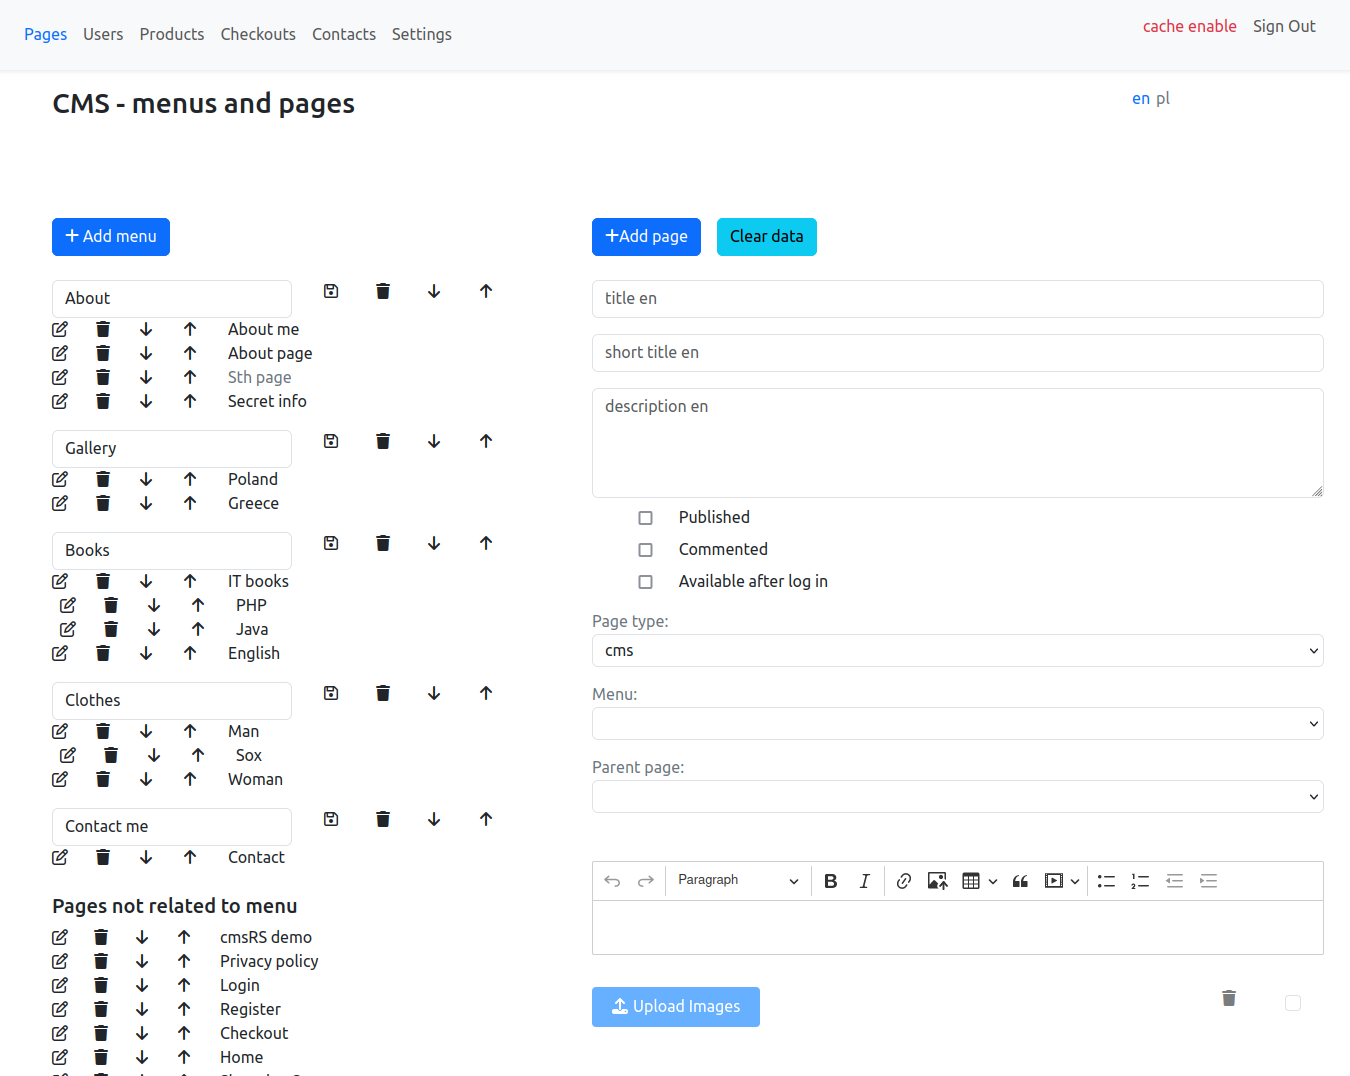 Pages Users Products Checkouts Contacts Settings cache enable Sign Out
CMS - menus and pages
en pl
Add menu
About
About me
About page
Sth page
Secret info
Gallery
Poland
Greece
Books
IT books
PHP
Java
English
Clothes
Man
Sox
Woman
Contact me
Contact
Pages not related to menu
cmsRS demo
Privacy policy
Login
Register
Checkout
Home
Add page Clear data
title en
short title en
description en
Published
Commented
Available after log in
Page type:
cms
Menu:
Parent page:
Paragraph
Upload Images